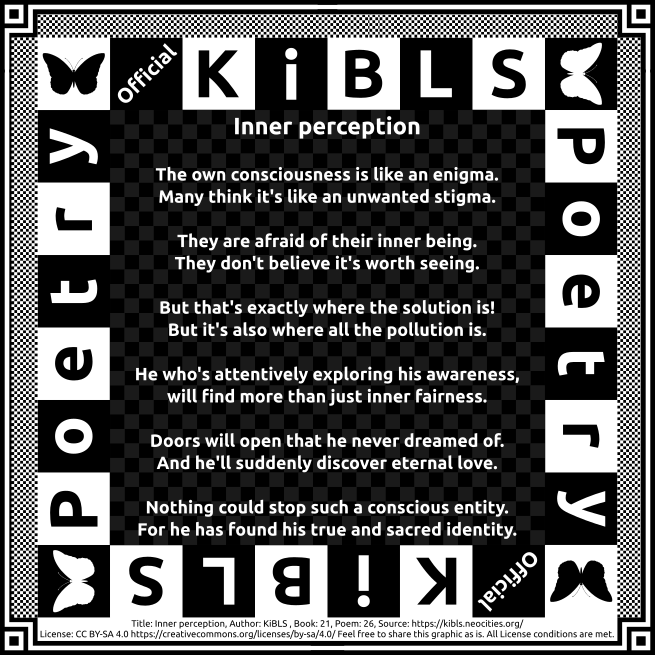 Official KiBLS
Poetry
Poetry
Inner perception
The own consciousness is like an enigma.
Many think it's like an unwanted stigma.
They are afraid of their inner being.
They don't believe it's worth seeing.
But that's exactly where the solution is!
But it's also where all the pollution is.
He who's attentively exploring his awareness,
will find more than just inner fairness.
Doors will open that he never dreamed of.
And he'll suddenly discover eternal love.
Nothing could stop such a conscious entity.
For he has found his true and sacred identity.
Official KiBLS
Title: Inner perception, Author: KiBLS , Book: 21, Poem: 26, Source: https://kibls.neocities.org/
License: CC BY-SA 4.0 https://creativecommons.org/licenses/by-sa/4.0/ Feel free to share this graphic as is. All License conditions are met.